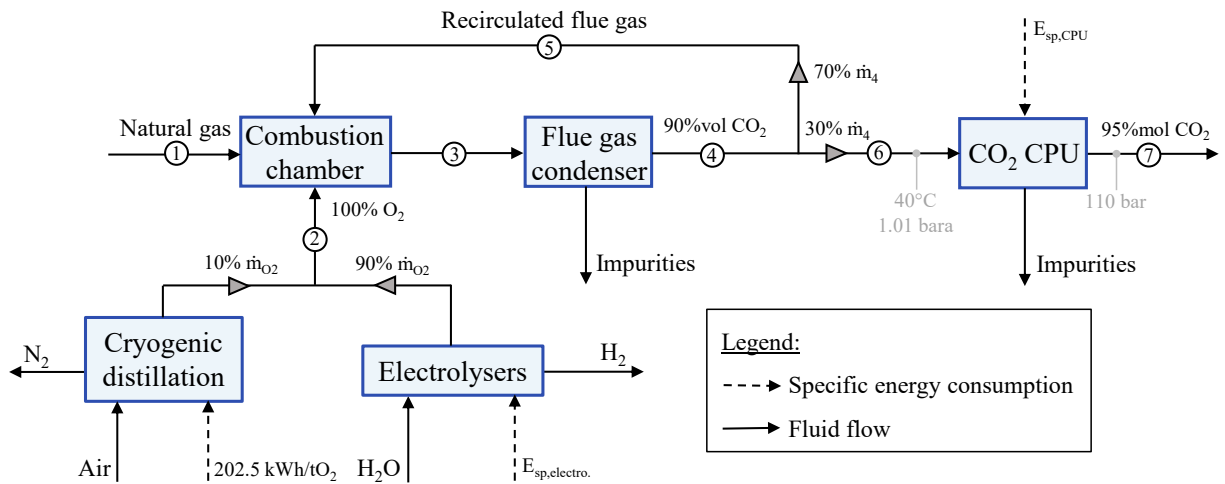 Recirculated flue gas
5
E_sp,CPU
70% ṁ₄
Natural gas
1
Combustion
chamber
3
Flue gas
condenser
90%vol CO₂
4
30% ṁ₄
6
CO₂ CPU
95%mol CO₂
7
40°C
1.01 bara
110 bar
100% O₂
2
Impurities
Impurities
10% ṁ_O2
90% ṁ_O2
N₂
Cryogenic
distillation
Electrolysers
H₂
Air
202.5 kWh/tO₂
H₂O
E_sp,electro.
Legend:
Specific energy consumption
Fluid flow